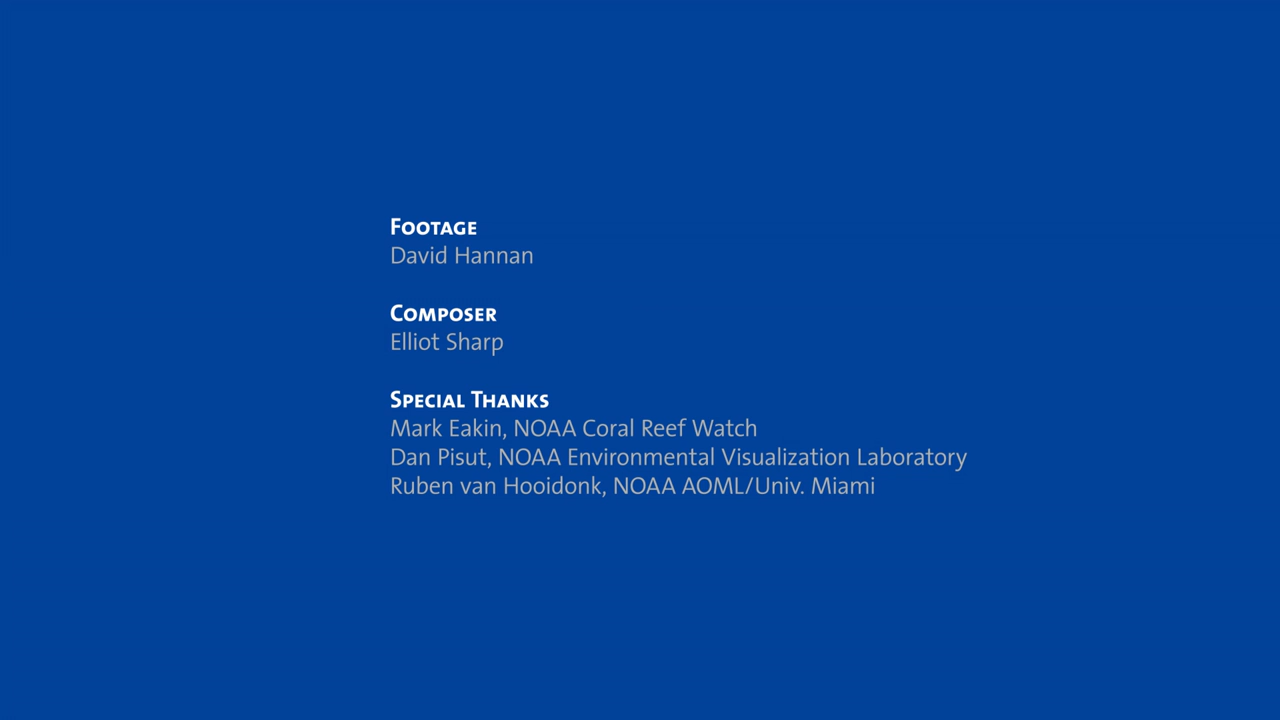 Footage
David Hannan
Composer
Elliot Sharp
Special Thanks
Mark Eakin, NOAA Coral Reef Watch
Dan Pisut, NOAA Environmental Visualization Laboratory
Ruben van Hooidonk, NOAA AOML/Univ. Miami